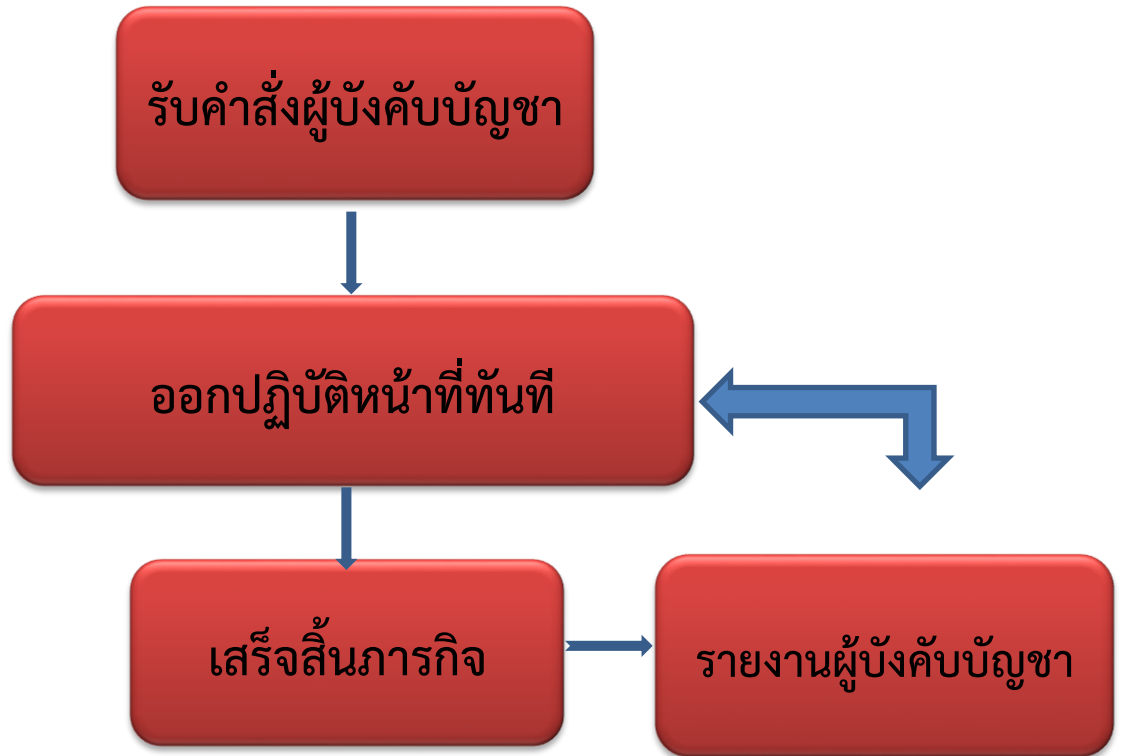 รับคำสั่งผู้บังคับบัญชา
ออกปฏิบัติหน้าที่ทันที
เสร็จสิ้นภารกิจ
รายงานผู้บังคับบัญชา